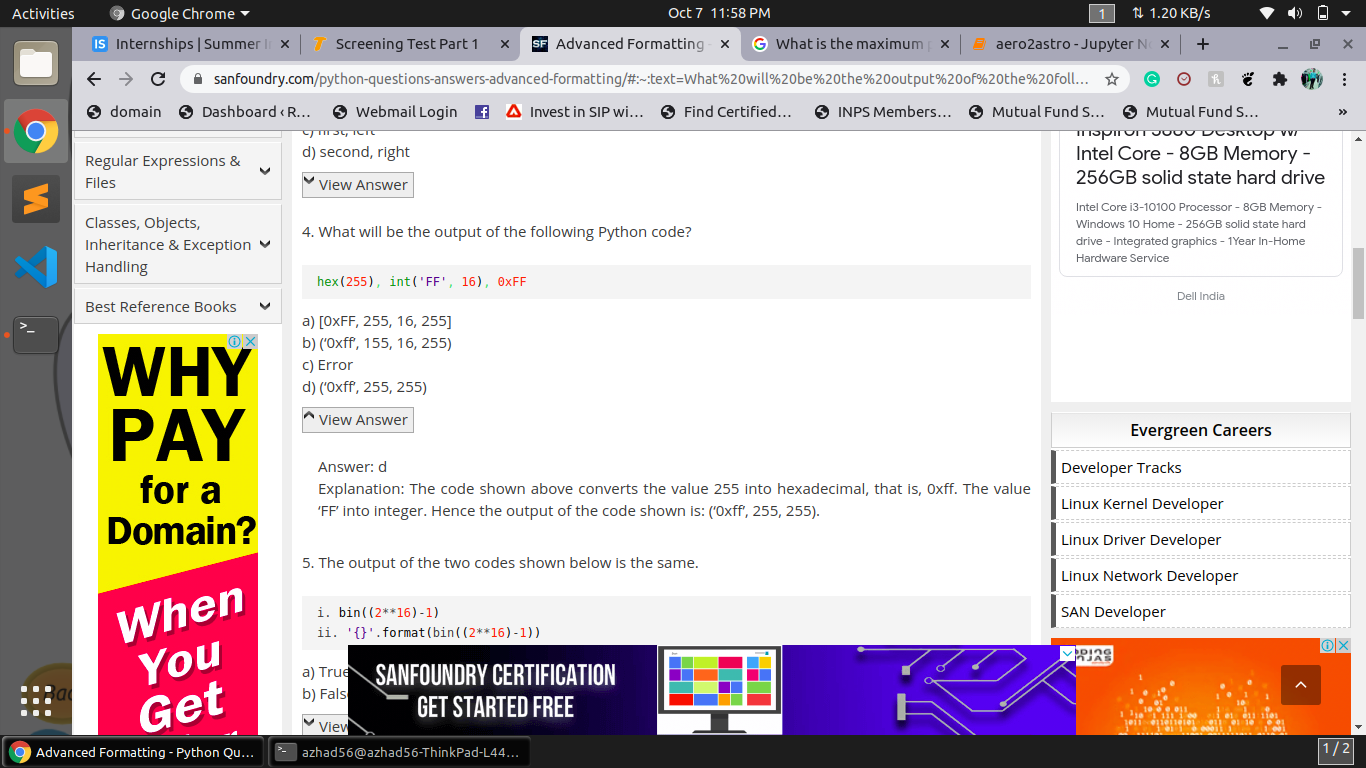 Activities
Google Chrome
Oct 7 11:58 PM
1
1.20 KB/s
Internships | Summer I
Screening Test Part 1
Advanced Formatting -
What is the maximum p
aero2astro - Jupyter N
sanfoundry.com/python-questions-answers-advanced-formatting/#:~:text=What%20will%20be%20the%20output%20of%20the%20foll...
domain
Dashboard ‹ R...
Webmail Login
Invest in SIP wi...
Find Certified...
INPS Members...
Mutual Fund S...
Mutual Fund S...
»
Regular Expressions &
Files
Classes, Objects,
Inheritance & Exception
Handling
Best Reference Books
WHY
PAY
for a
Domain?
When
You
Get
c) first, left
d) second, right
View Answer
4. What will be the output of the following Python code?
hex(255), int('FF', 16), 0xFF
a) [0xFF, 255, 16, 255]
b) (‘0xff’, 155, 16, 255)
c) Error
d) (‘0xff’, 255, 255)
View Answer
Answer: d
Explanation: The code shown above converts the value 255 into hexadecimal, that is, 0xff. The value
‘FF’ into integer. Hence the output of the code shown is: (‘0xff’, 255, 255).
5. The output of the two codes shown below is the same.
i. bin((2**16)-1)
ii. '{}'.format(bin((2**16)-1))
a) True
b) False
View
SANFOUNDRY CERTIFICATION
GET STARTED FREE
Desktop w/
Intel Core - 8GB Memory -
256GB solid state hard drive
Intel Core i3-10100 Processor - 8GB Memory -
Windows 10 Home - 256GB solid state hard
drive - Integrated graphics - 1Year In-Home
Hardware Service
Dell India
Evergreen Careers
Developer Tracks
Linux Kernel Developer
Linux Driver Developer
Linux Network Developer
SAN Developer
Advanced Formatting - Python Qu...
azhad56@azhad56-ThinkPad-L44...
1 / 2